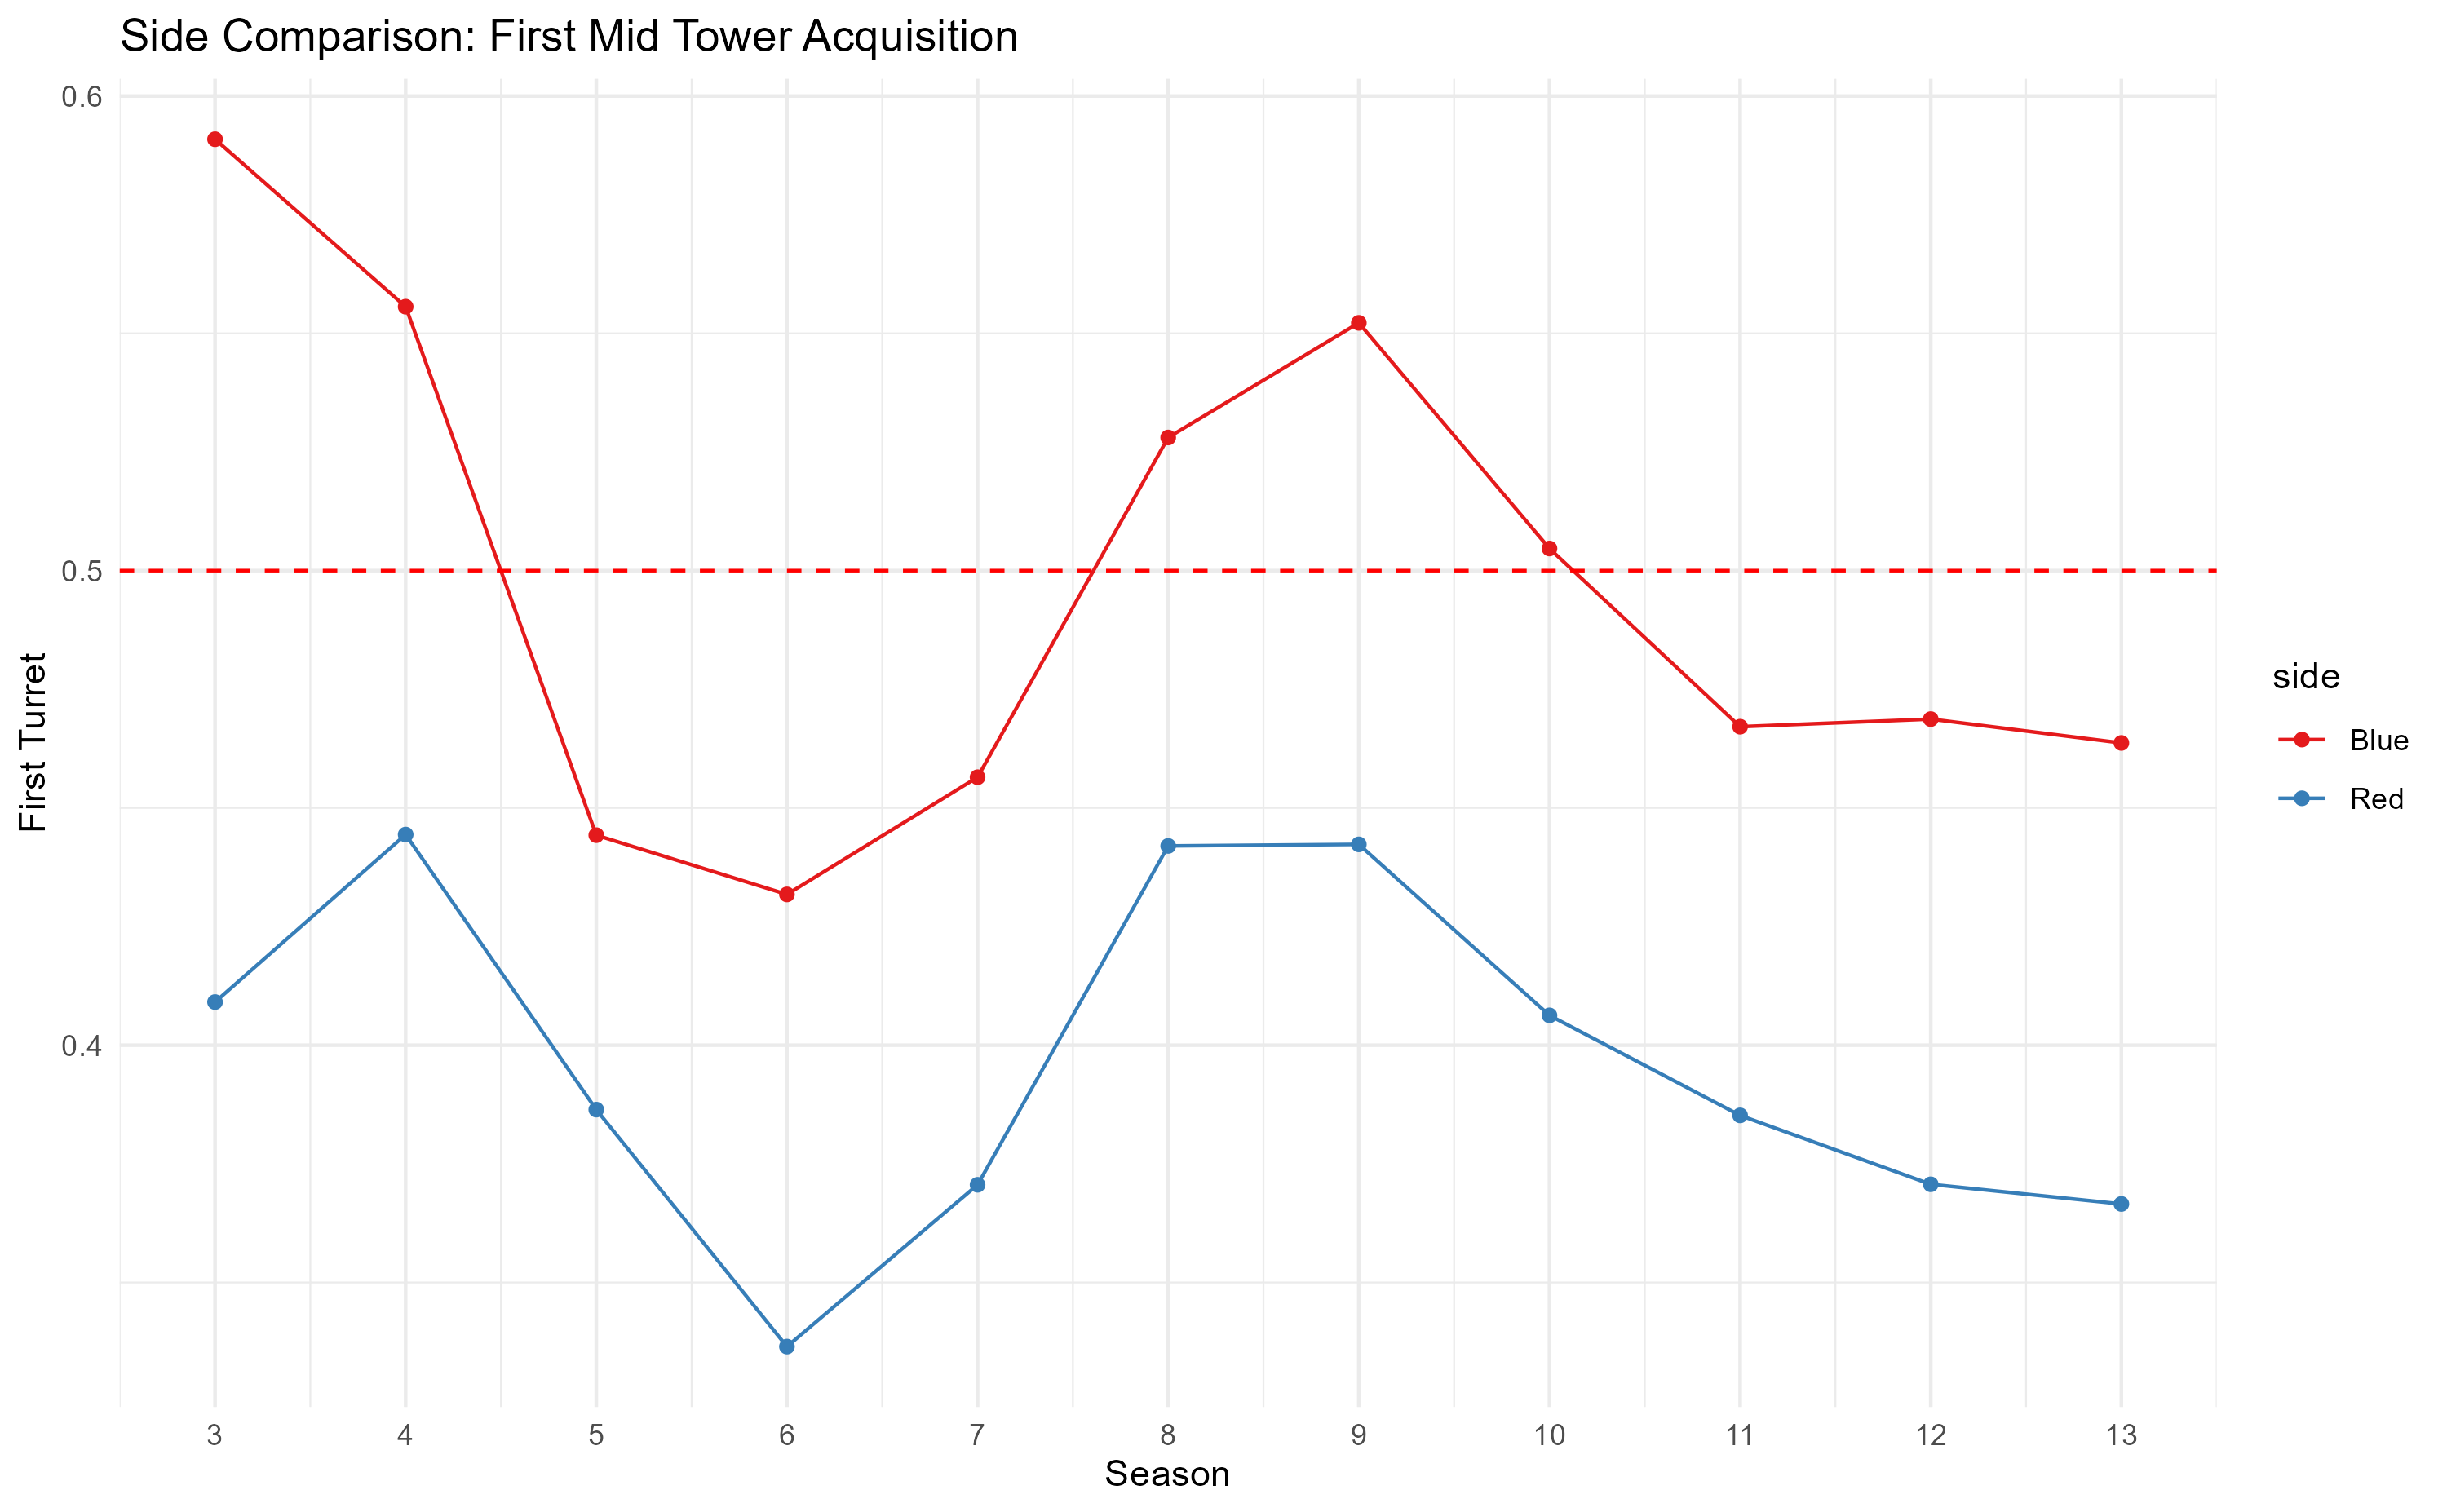 Side Comparison: First Mid Tower Acquisition
0.6
0.5
0.4
First Turret
3 4 5 6 7 8 9 10 11 12 13
Season
side
Blue
Red